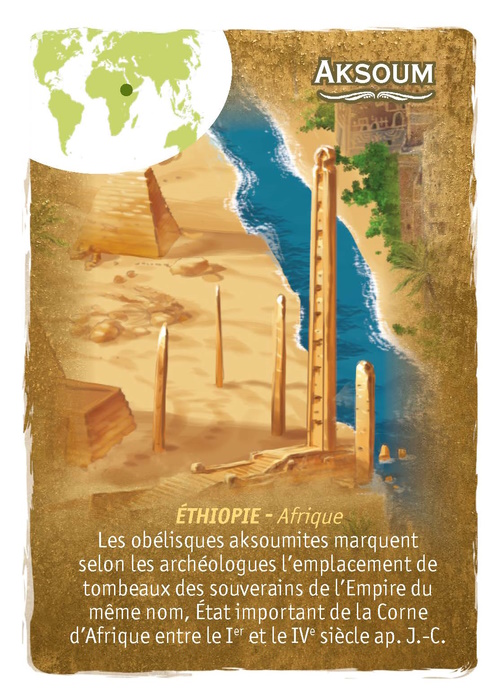 AKSOUM
ÉTHIOPIE - Afrique
Les obélisques aksoumites marquent
selon les archéologues l'emplacement de
tombeaux des souverains de l'Empire du
même nom, État important de la Corne
d'Afrique entre le Ier et le IVe siècle ap. J.-C.